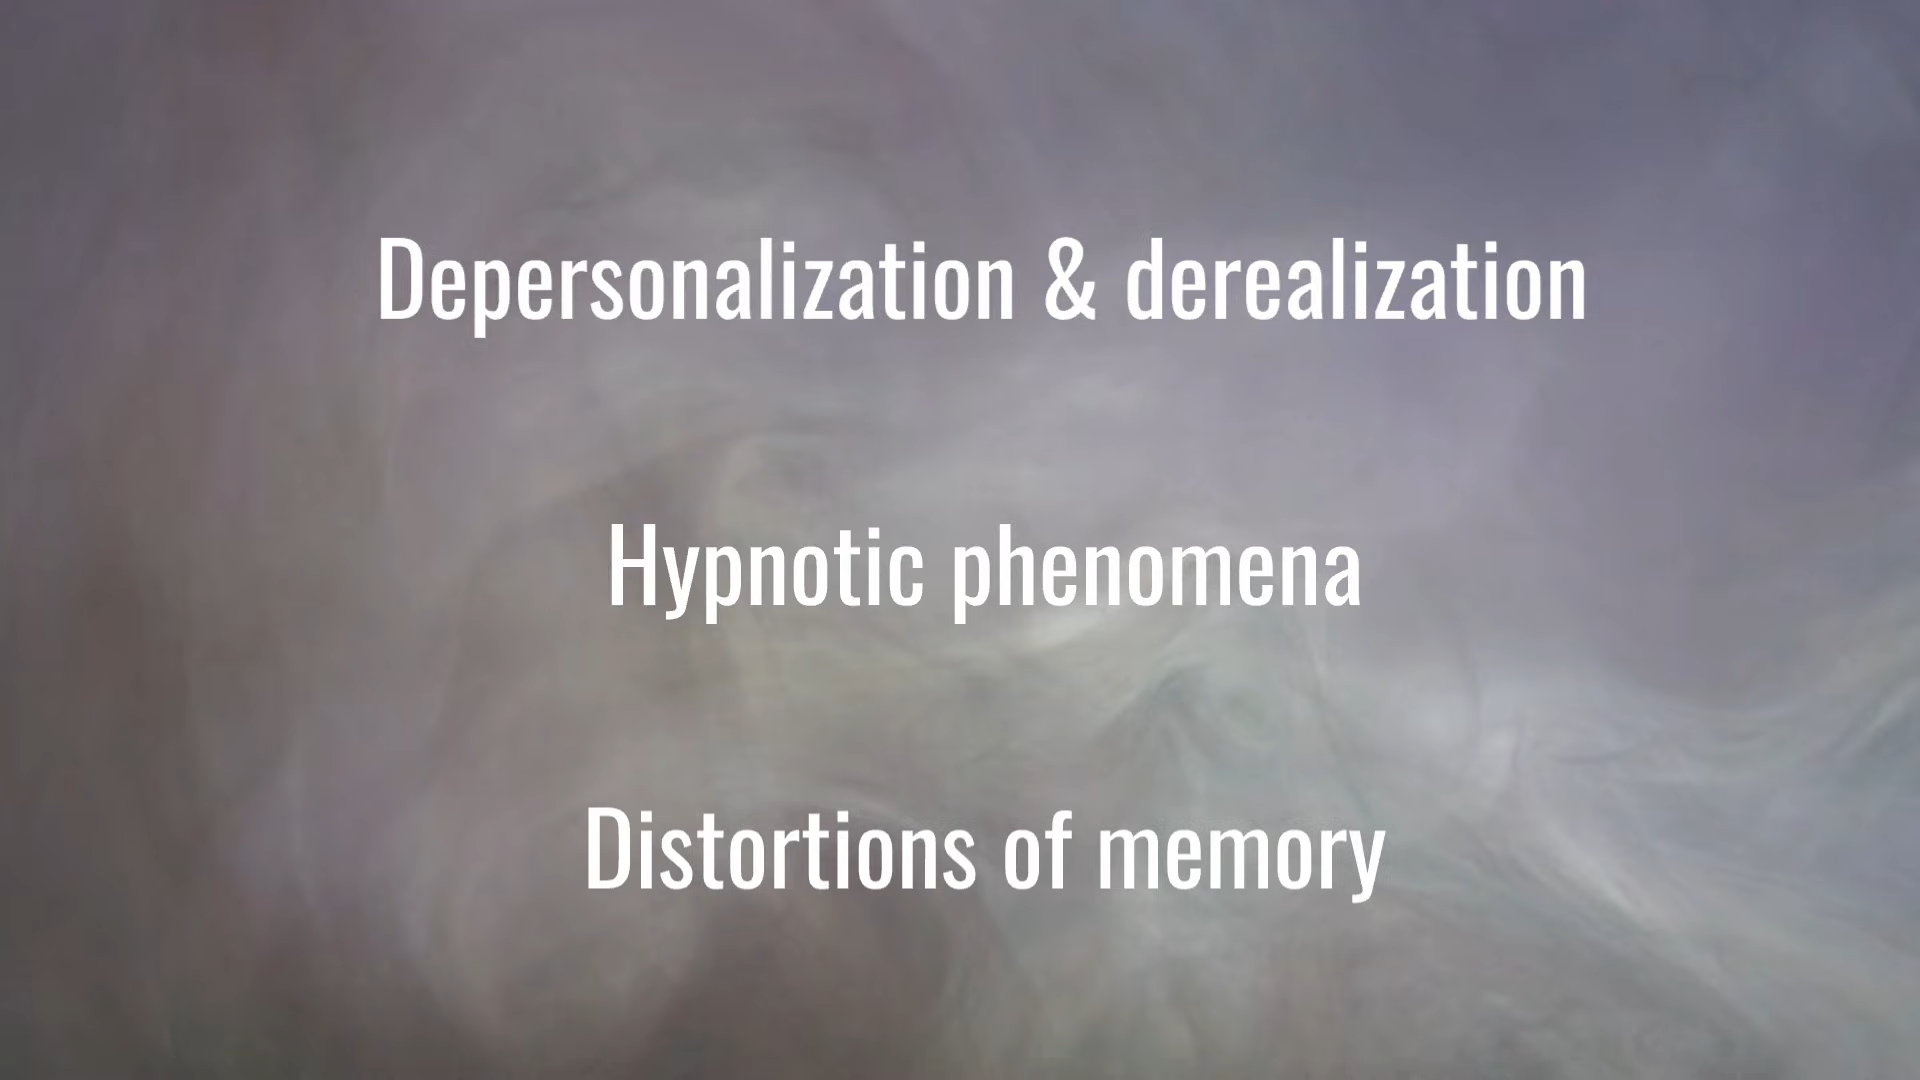 Depersonalization & derealization
Hypnotic phenomena
Distortions of memory